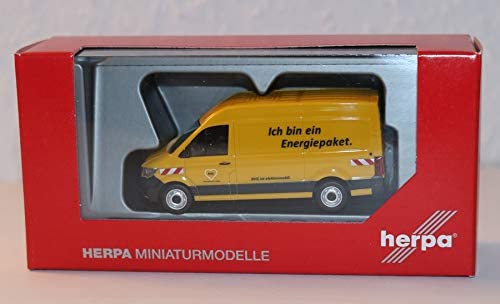 Ich bin ein
Energiepaket.
HERPA MINIATURMODELLE
herpa